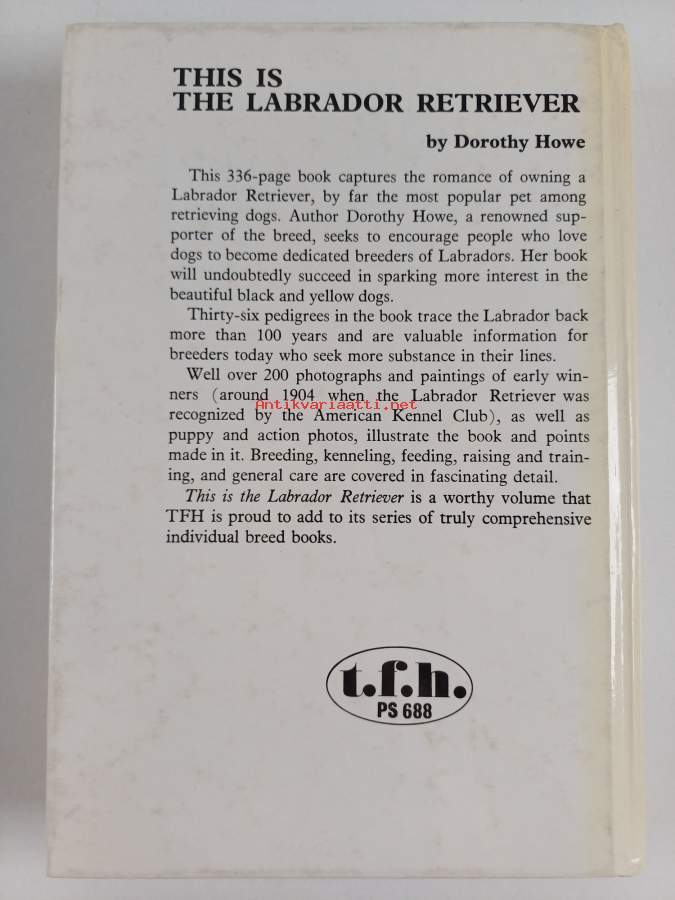 THIS IS
THE LABRADOR RETRIEVER
by Dorothy Howe
This 336-page book captures the romance of owning a
Labrador Retriever, by far the most popular pet among
retrieving dogs. Author Dorothy Howe, a renowned sup-
porter of the breed, seeks to encourage people who love
dogs to become dedicated breeders of Labradors. Her book
will undoubtedly succeed in sparking more interest in the
beautiful black and yellow dogs.
Thirty-six pedigrees in the book trace the Labrador back
more than 100 years and are valuable information for
breeders today who seek more substance in their lines.
Well over 200 photographs and paintings of early win-
ners (around 1904 when the Labrador Retriever was
Antikvariaatti.net
recognized by the American Kennel Club), as well as
puppy and action photos, illustrate the book and points
made in it. Breeding, kenneling, feeding, raising and train-
ing, and general care are covered in fascinating detail.
This is the Labrador Retriever is a worthy volume that
TFH is proud to add to its series of truly comprehensive
individual breed books.
t.f.h.
PS 688